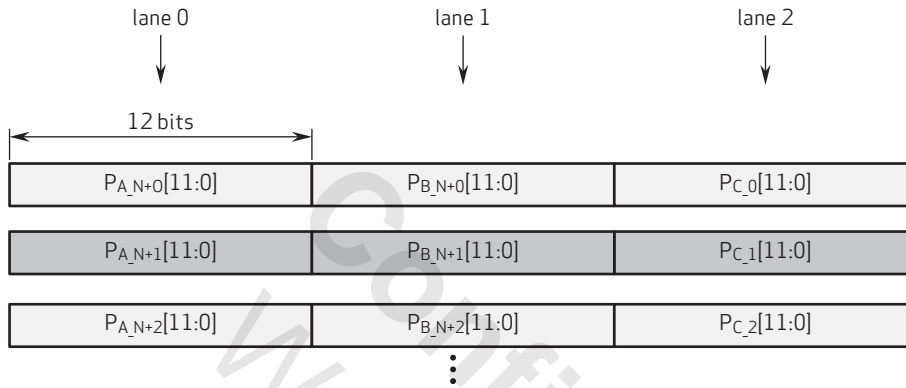 lane 0 lane 1 lane 2
12 bits
PA_N+0[11:0] PB_N+0[11:0] PC_0[11:0]
PA_N+1[11:0] PB_N+1[11:0] PC_1[11:0]
PA_N+2[11:0] PB_N+2[11:0] PC_2[11:0]